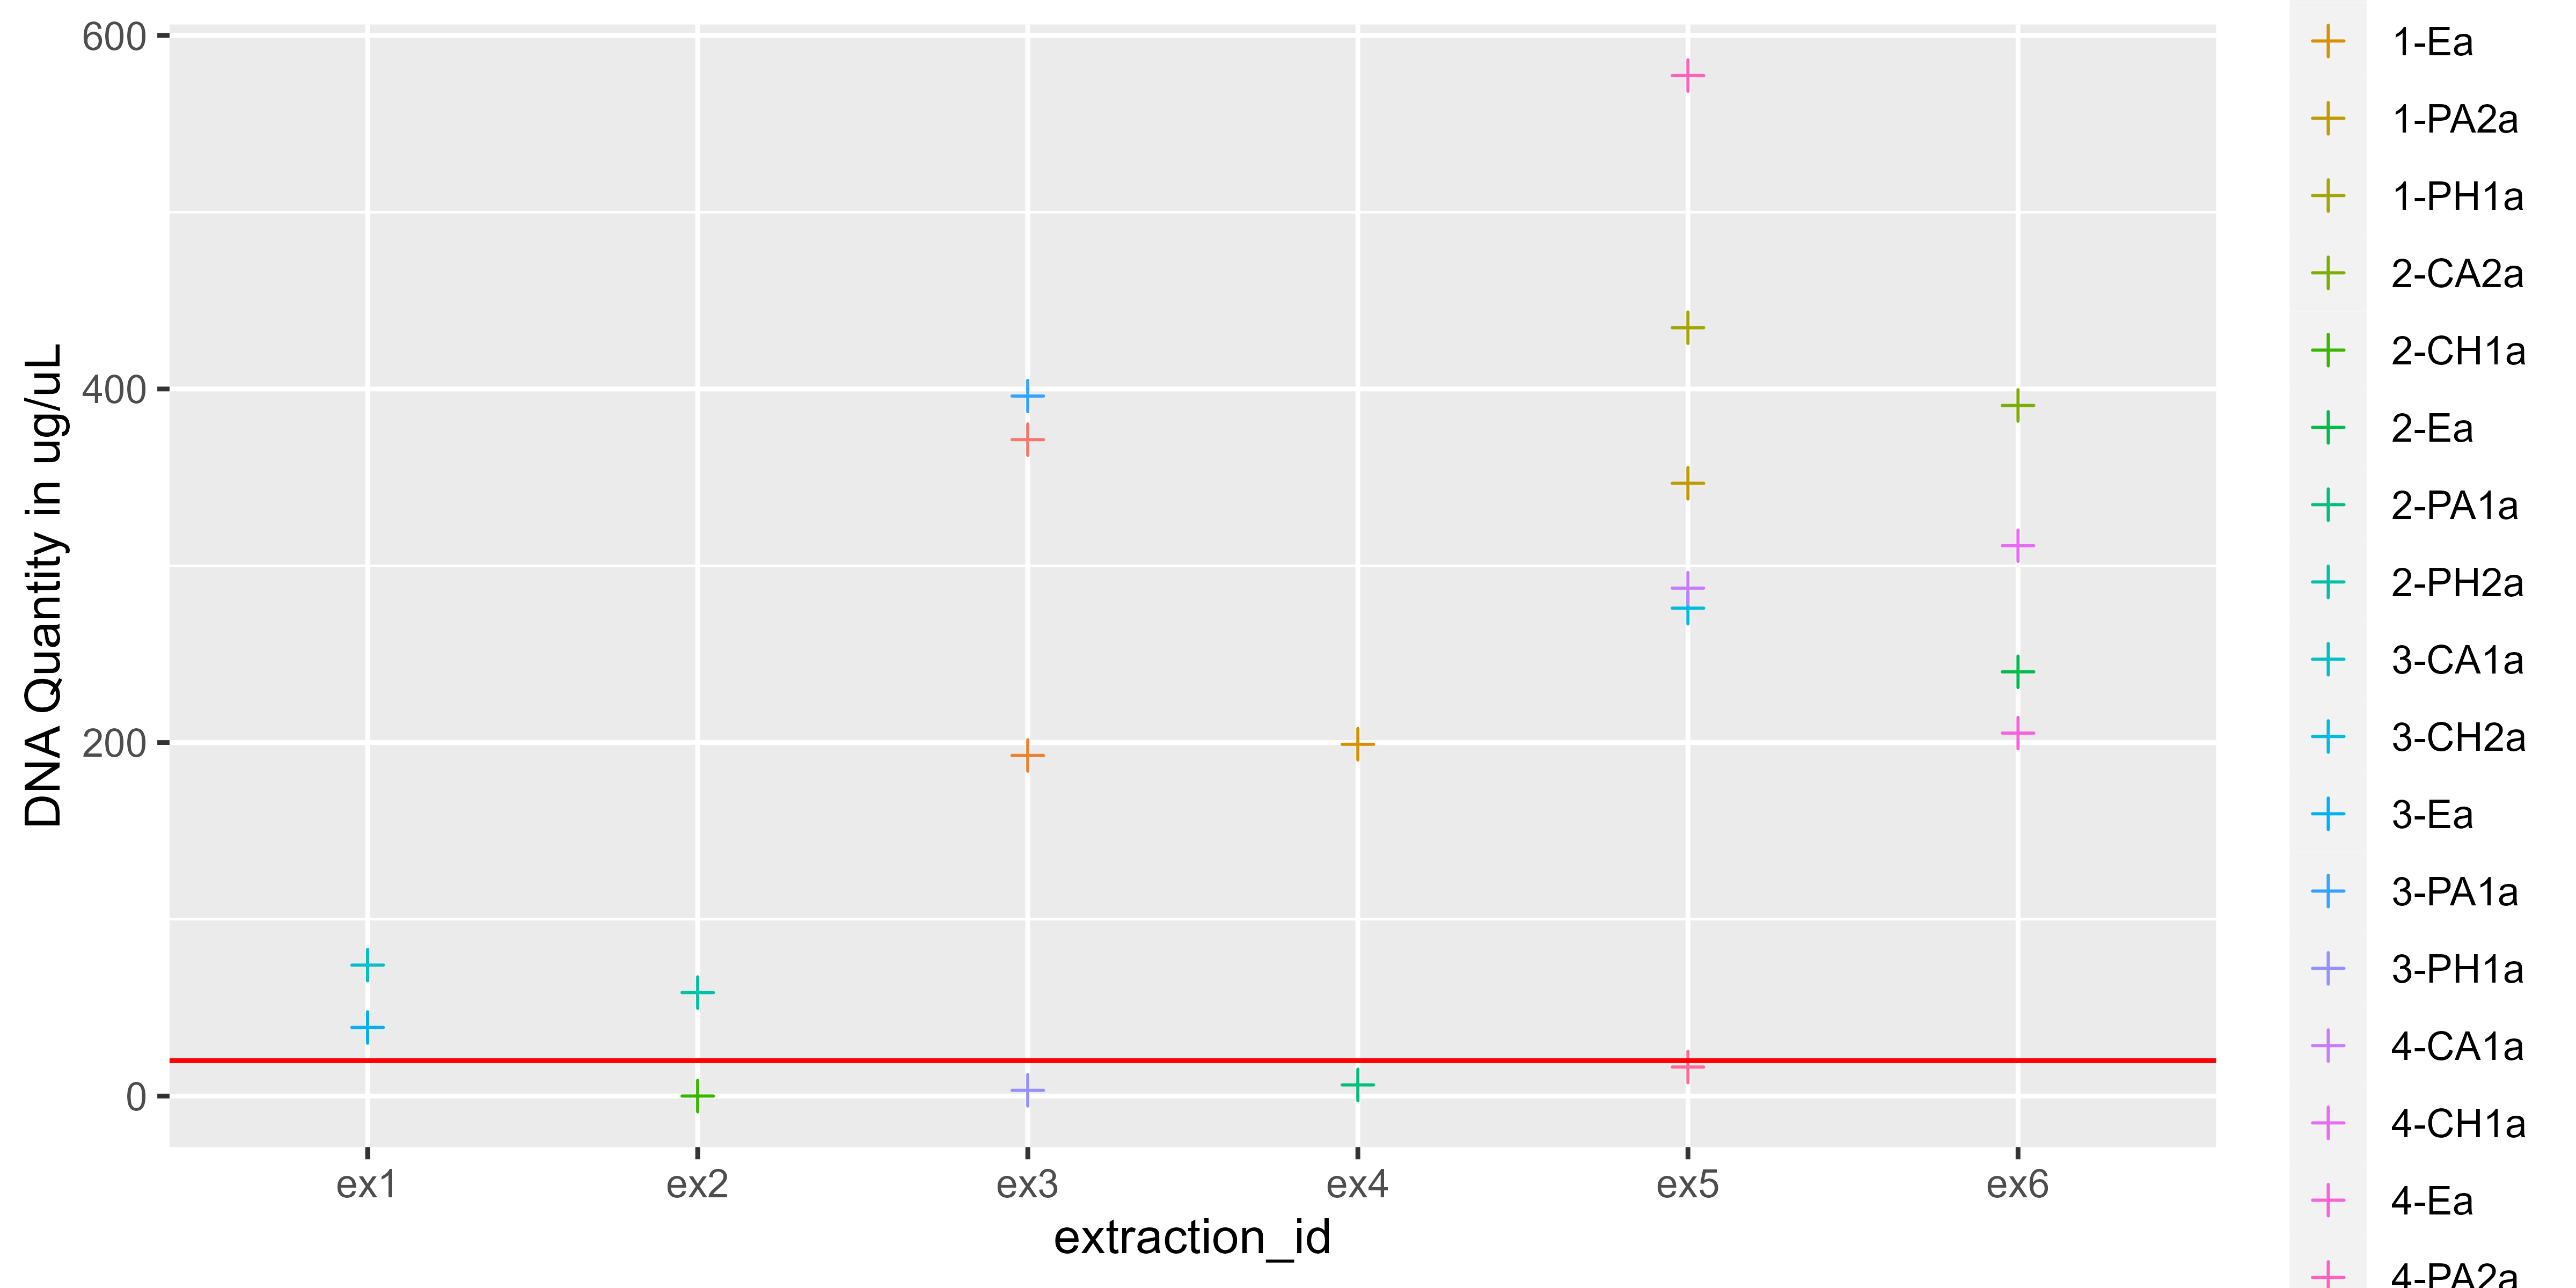 600
400
200
0
DNA Quantity in ug/uL
ex1 ex2 ex3 ex4 ex5 ex6
extraction_id
1-Ea
1-PA2a
1-PH1a
2-CA2a
2-CH1a
2-Ea
2-PA1a
2-PH2a
3-CA1a
3-CH2a
3-Ea
3-PA1a
3-PH1a
4-CA1a
4-CH1a
4-Ea
4-PA2a